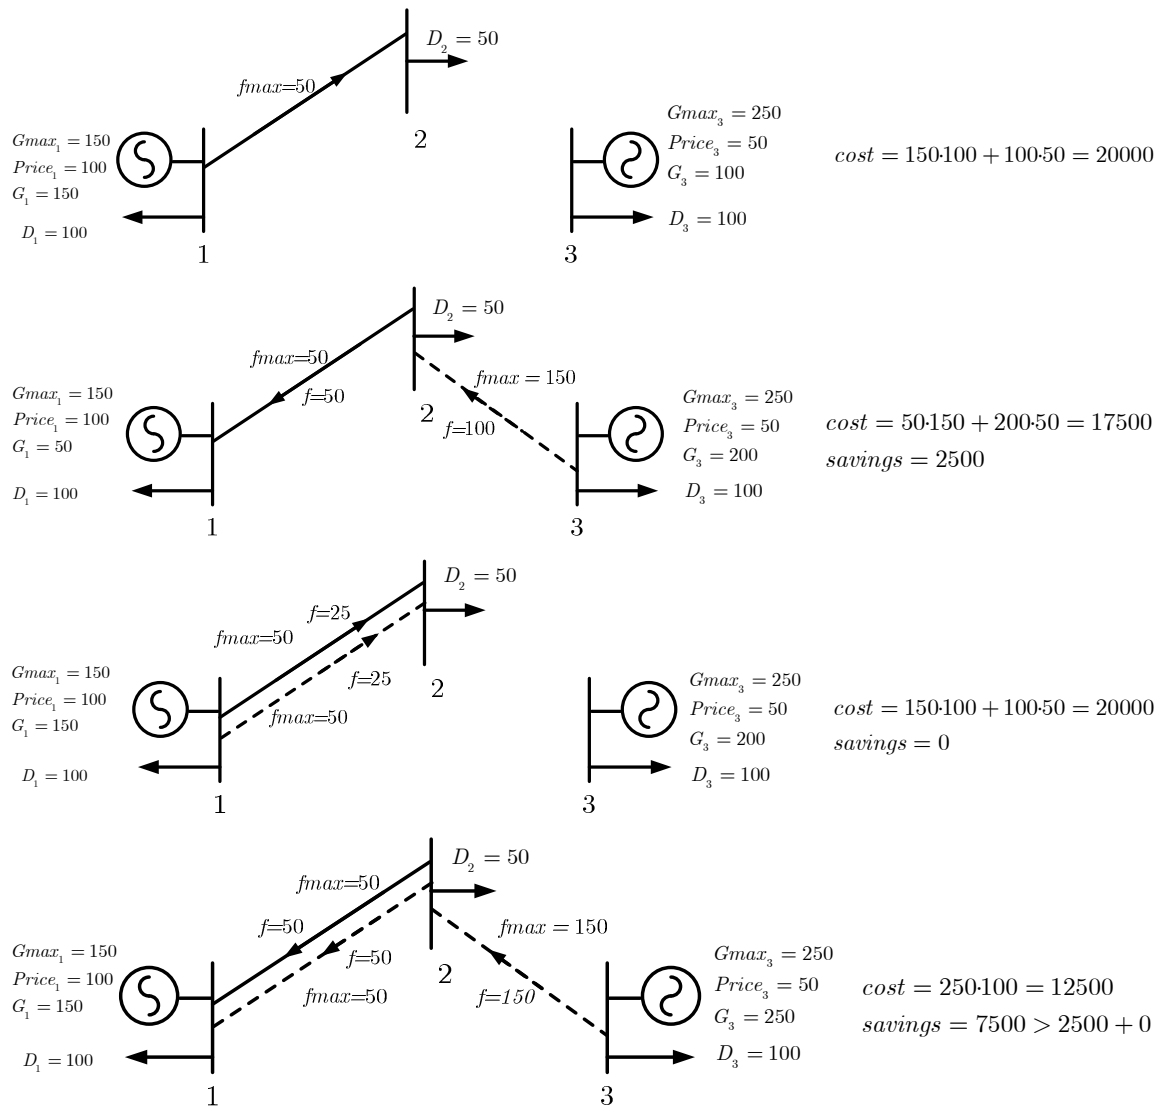 D₂ = 50
fmax=50
2
Gmax₁ = 150
Price₁ = 100
G₁ = 150
D₁ = 100
1
Gmax₃ = 250
Price₃ = 50
G₃ = 100
D₃ = 100
3
cost = 150·100 + 100·50 = 20000
D₂ = 50
fmax=50
f=50
2
fmax = 150
f=100
Gmax₁ = 150
Price₁ = 100
G₁ = 50
D₁ = 100
1
Gmax₃ = 250
Price₃ = 50
G₃ = 200
D₃ = 100
3
cost = 50·150 + 200·50 = 17500
savings = 2500
D₂ = 50
f=25
fmax=50
f=25
fmax=50
2
Gmax₁ = 150
Price₁ = 100
G₁ = 150
D₁ = 100
1
Gmax₃ = 250
Price₃ = 50
G₃ = 200
D₃ = 100
3
cost = 150·100 + 100·50 = 20000
savings = 0
D₂ = 50
fmax=50
f=50
f=50
fmax=50
2
fmax = 150
f=150
Gmax₁ = 150
Price₁ = 100
G₁ = 150
D₁ = 100
1
Gmax₃ = 250
Price₃ = 50
G₃ = 250
D₃ = 100
3
cost = 250·100 = 12500
savings = 7500 > 2500 + 0